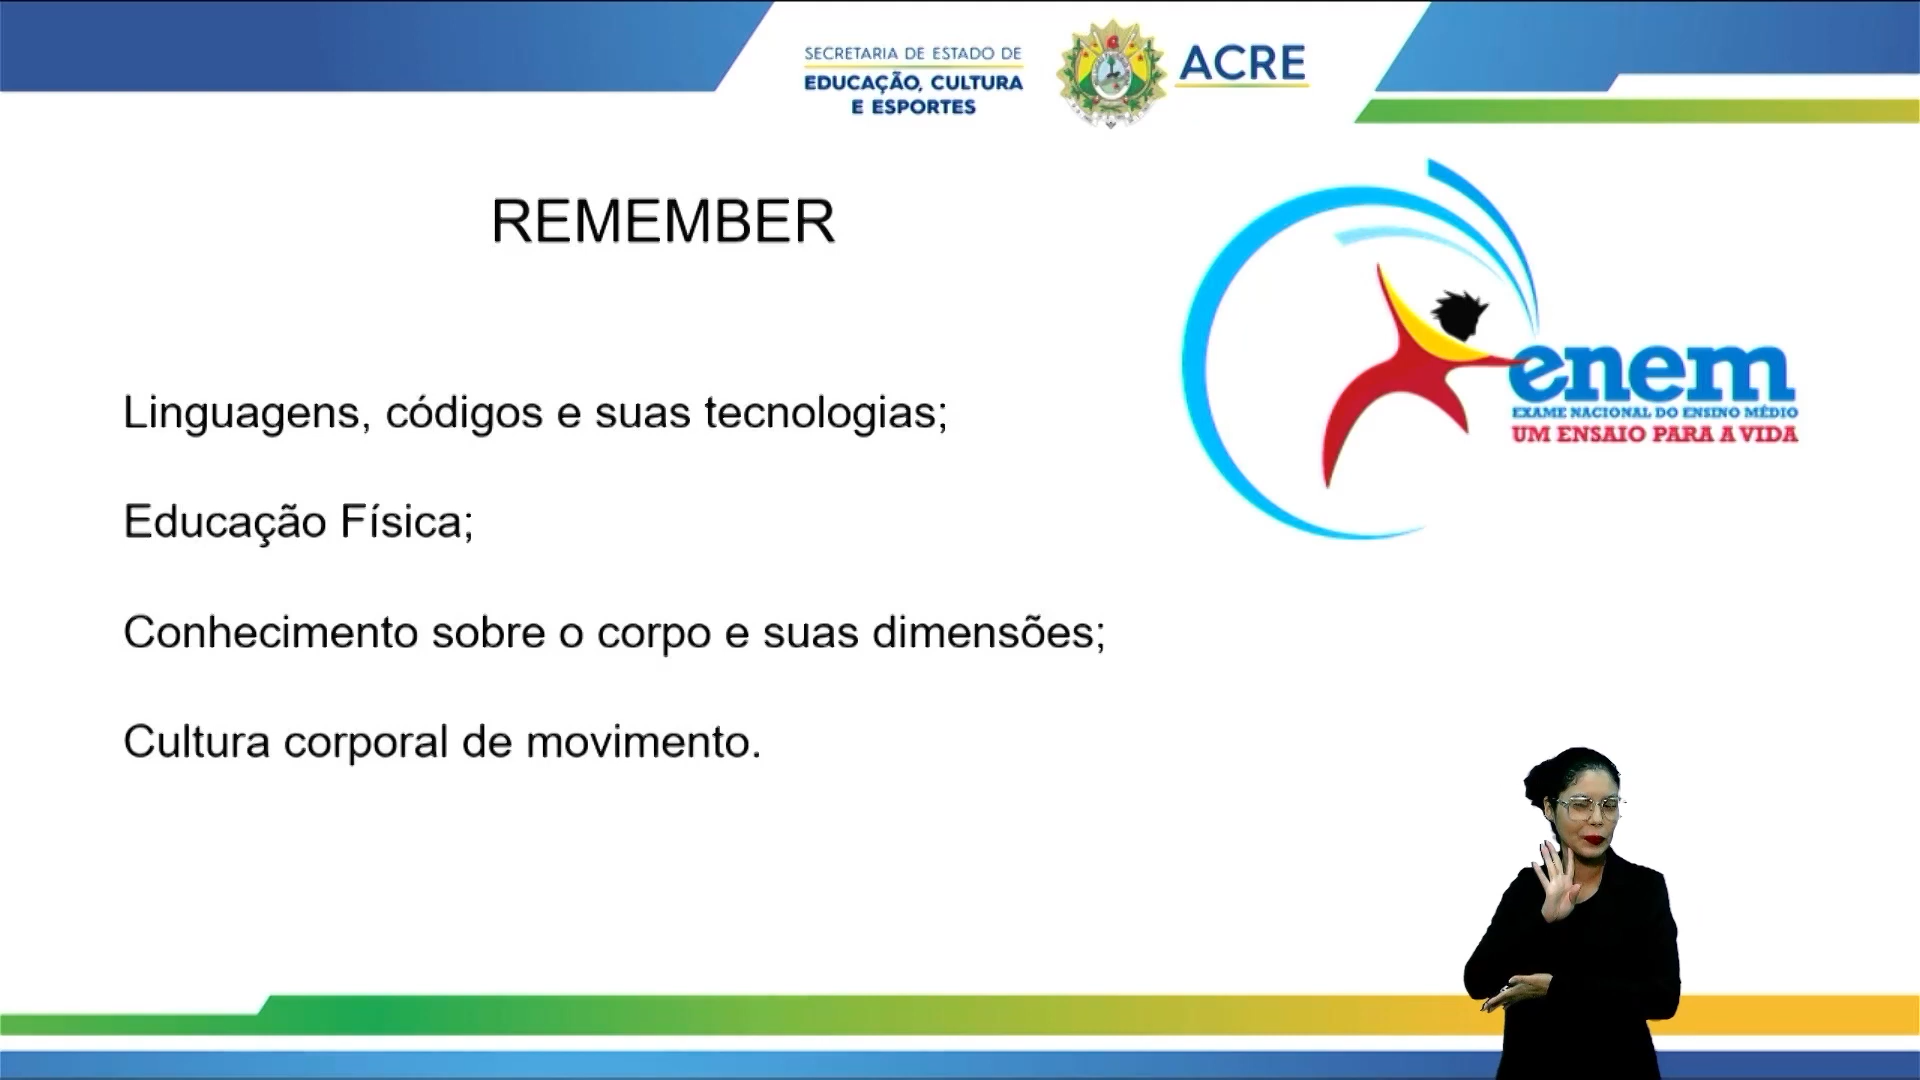 SECRETARIA DE ESTADO DE
EDUCAÇÃO, CULTURA
E ESPORTES
ACRE
REMEMBER
enem
EXAME NACIONAL DO ENSINO MÉDIO
UM ENSAIO PARA A VIDA
Linguagens, códigos e suas tecnologias;
Educação Física;
Conhecimento sobre o corpo e suas dimensões;
Cultura corporal de movimento.